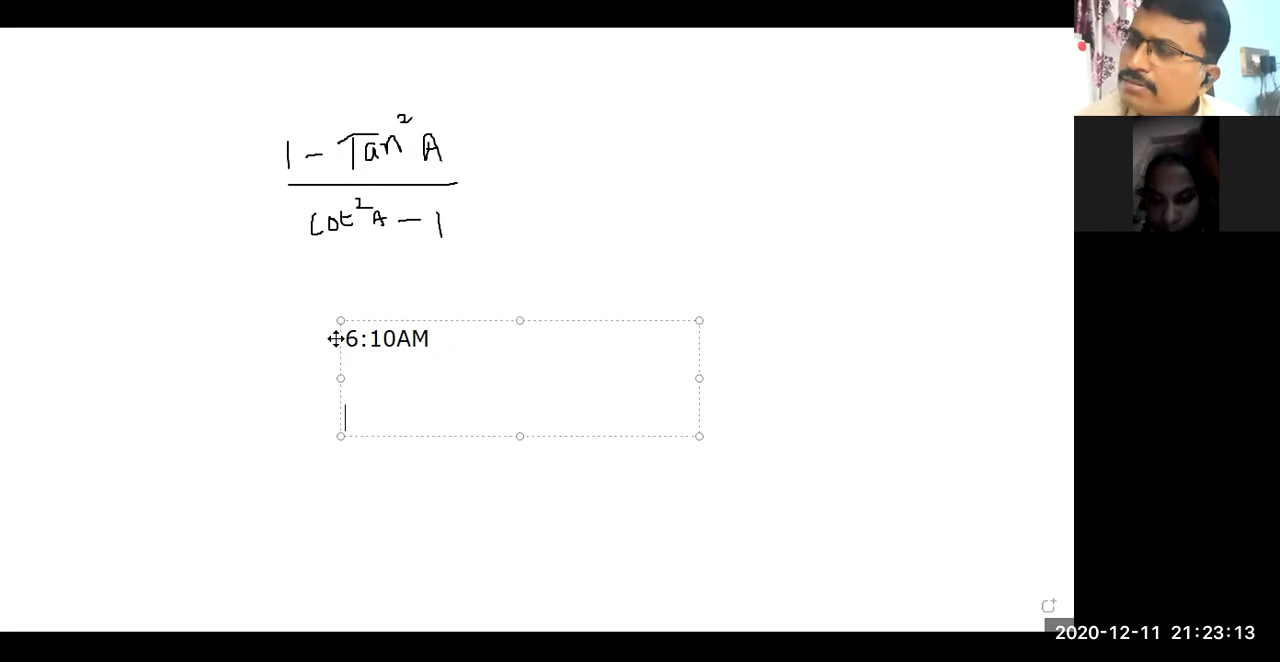 1 - Tan² A
cot² A - 1
6:10AM
2020-12-11 21:23:13